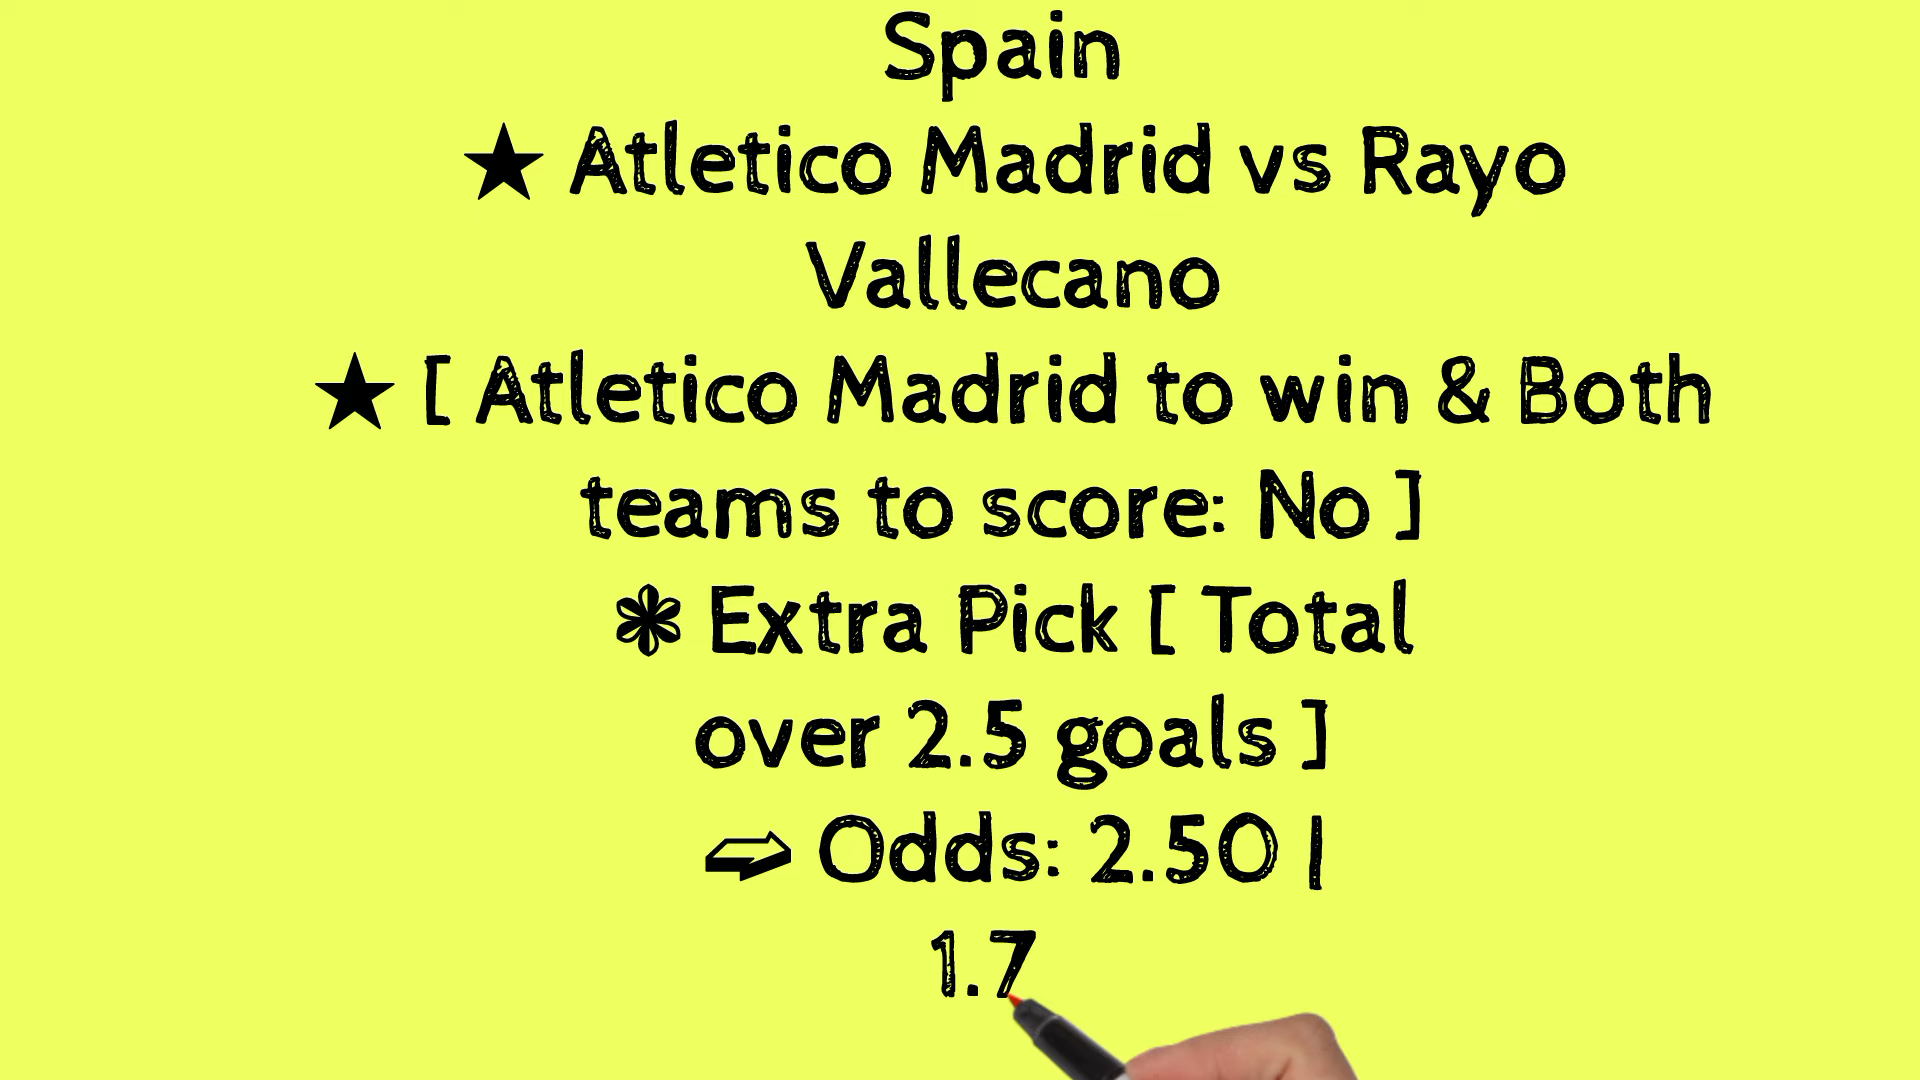 Spain
★ Atletico Madrid vs Rayo
Vallecano
★ [ Atletico Madrid to win & Both
teams to score: No ]
❃ Extra Pick [ Total
over 2.5 goals ]
➫ Odds: 2.50 |
1.7